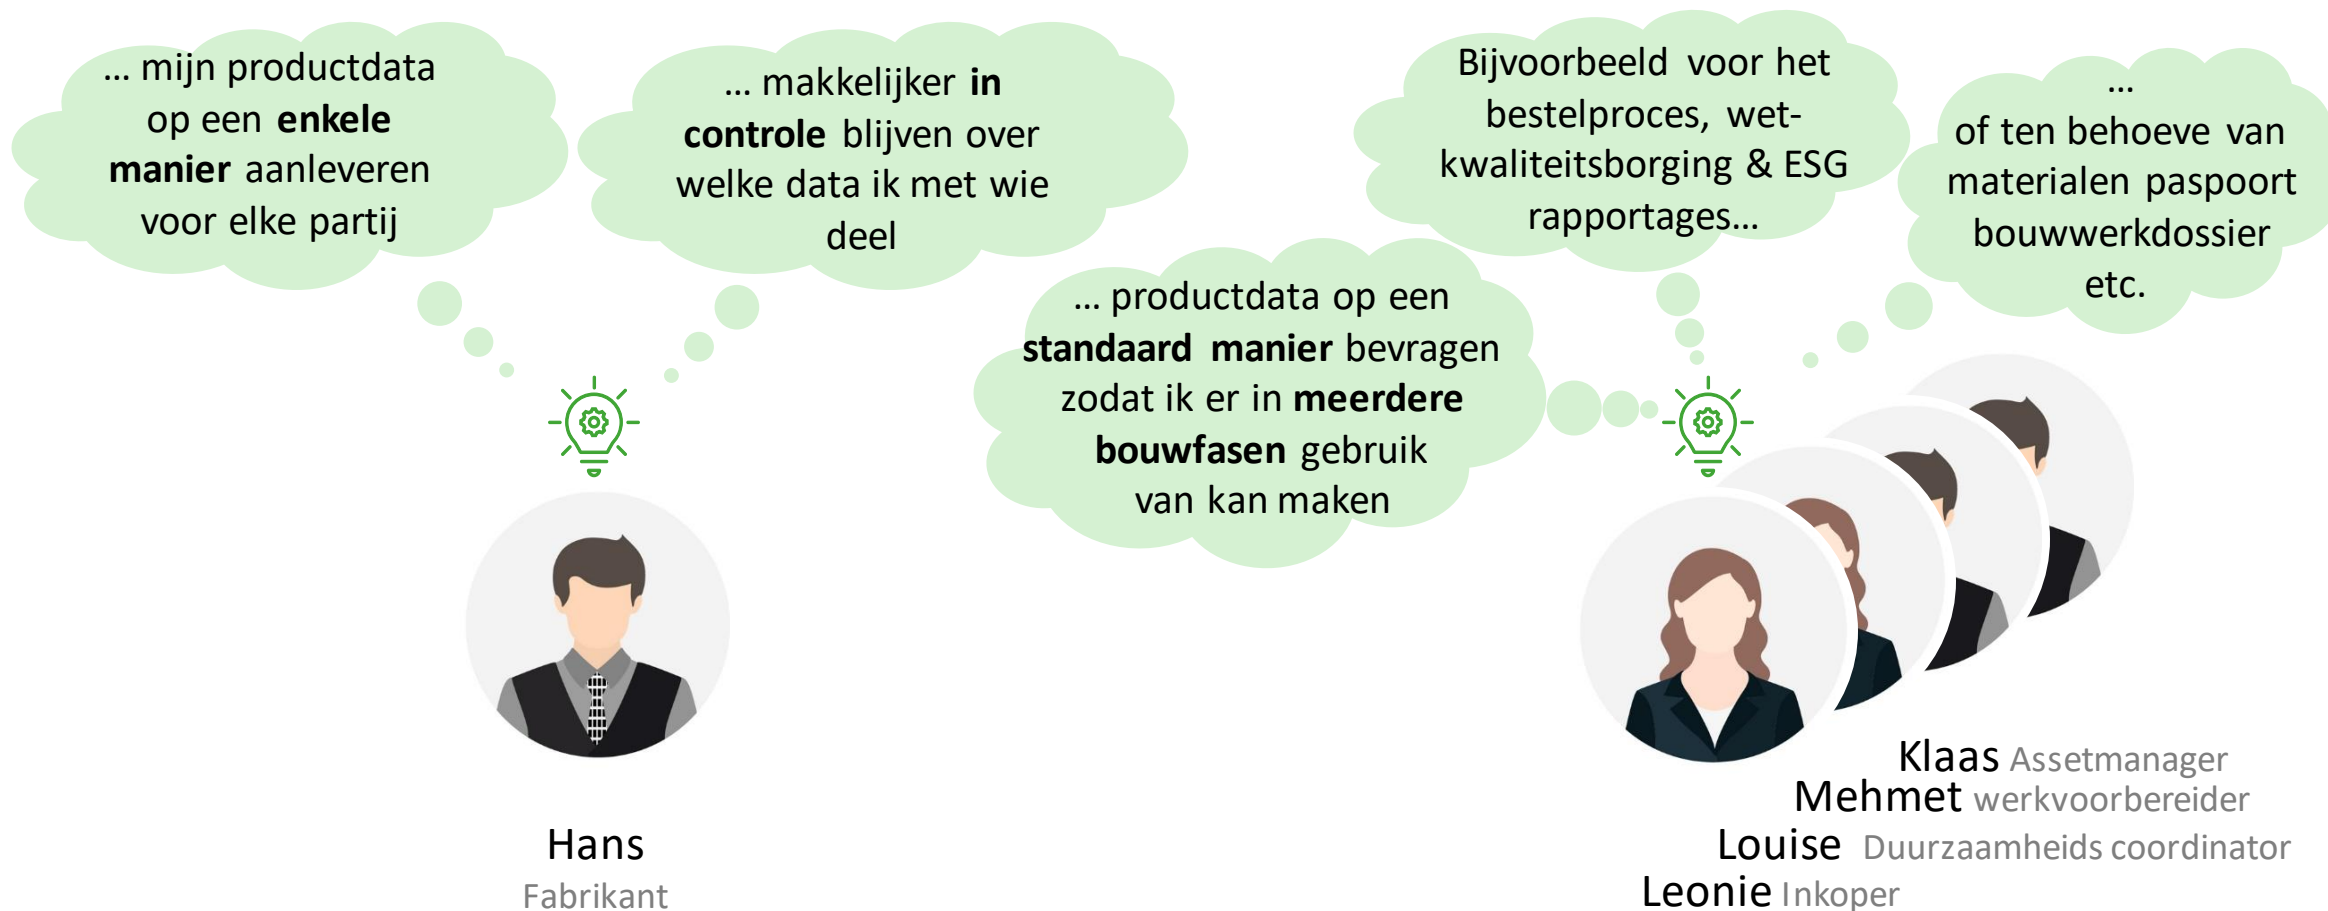 ... mijn productdata
op een enkele
manier aanleveren
voor elke partij
... makkelijker in
controle blijven over
welke data ik met wie
deel
... productdata op een
standaard manier bevragen
zodat ik er in meerdere
bouwfasen gebruik
van kan maken
Bijvoorbeeld voor het
bestelproces, wet-
kwaliteitsborging & ESG
rapportages...
...
of ten behoeve van
materialen paspoort
bouwwerkdossier
etc.
Hans
Fabrikant
Klaas Assetmanager
Mehmet werkvoorbereider
Louise Duurzaamheids coordinator
Leonie Inkoper